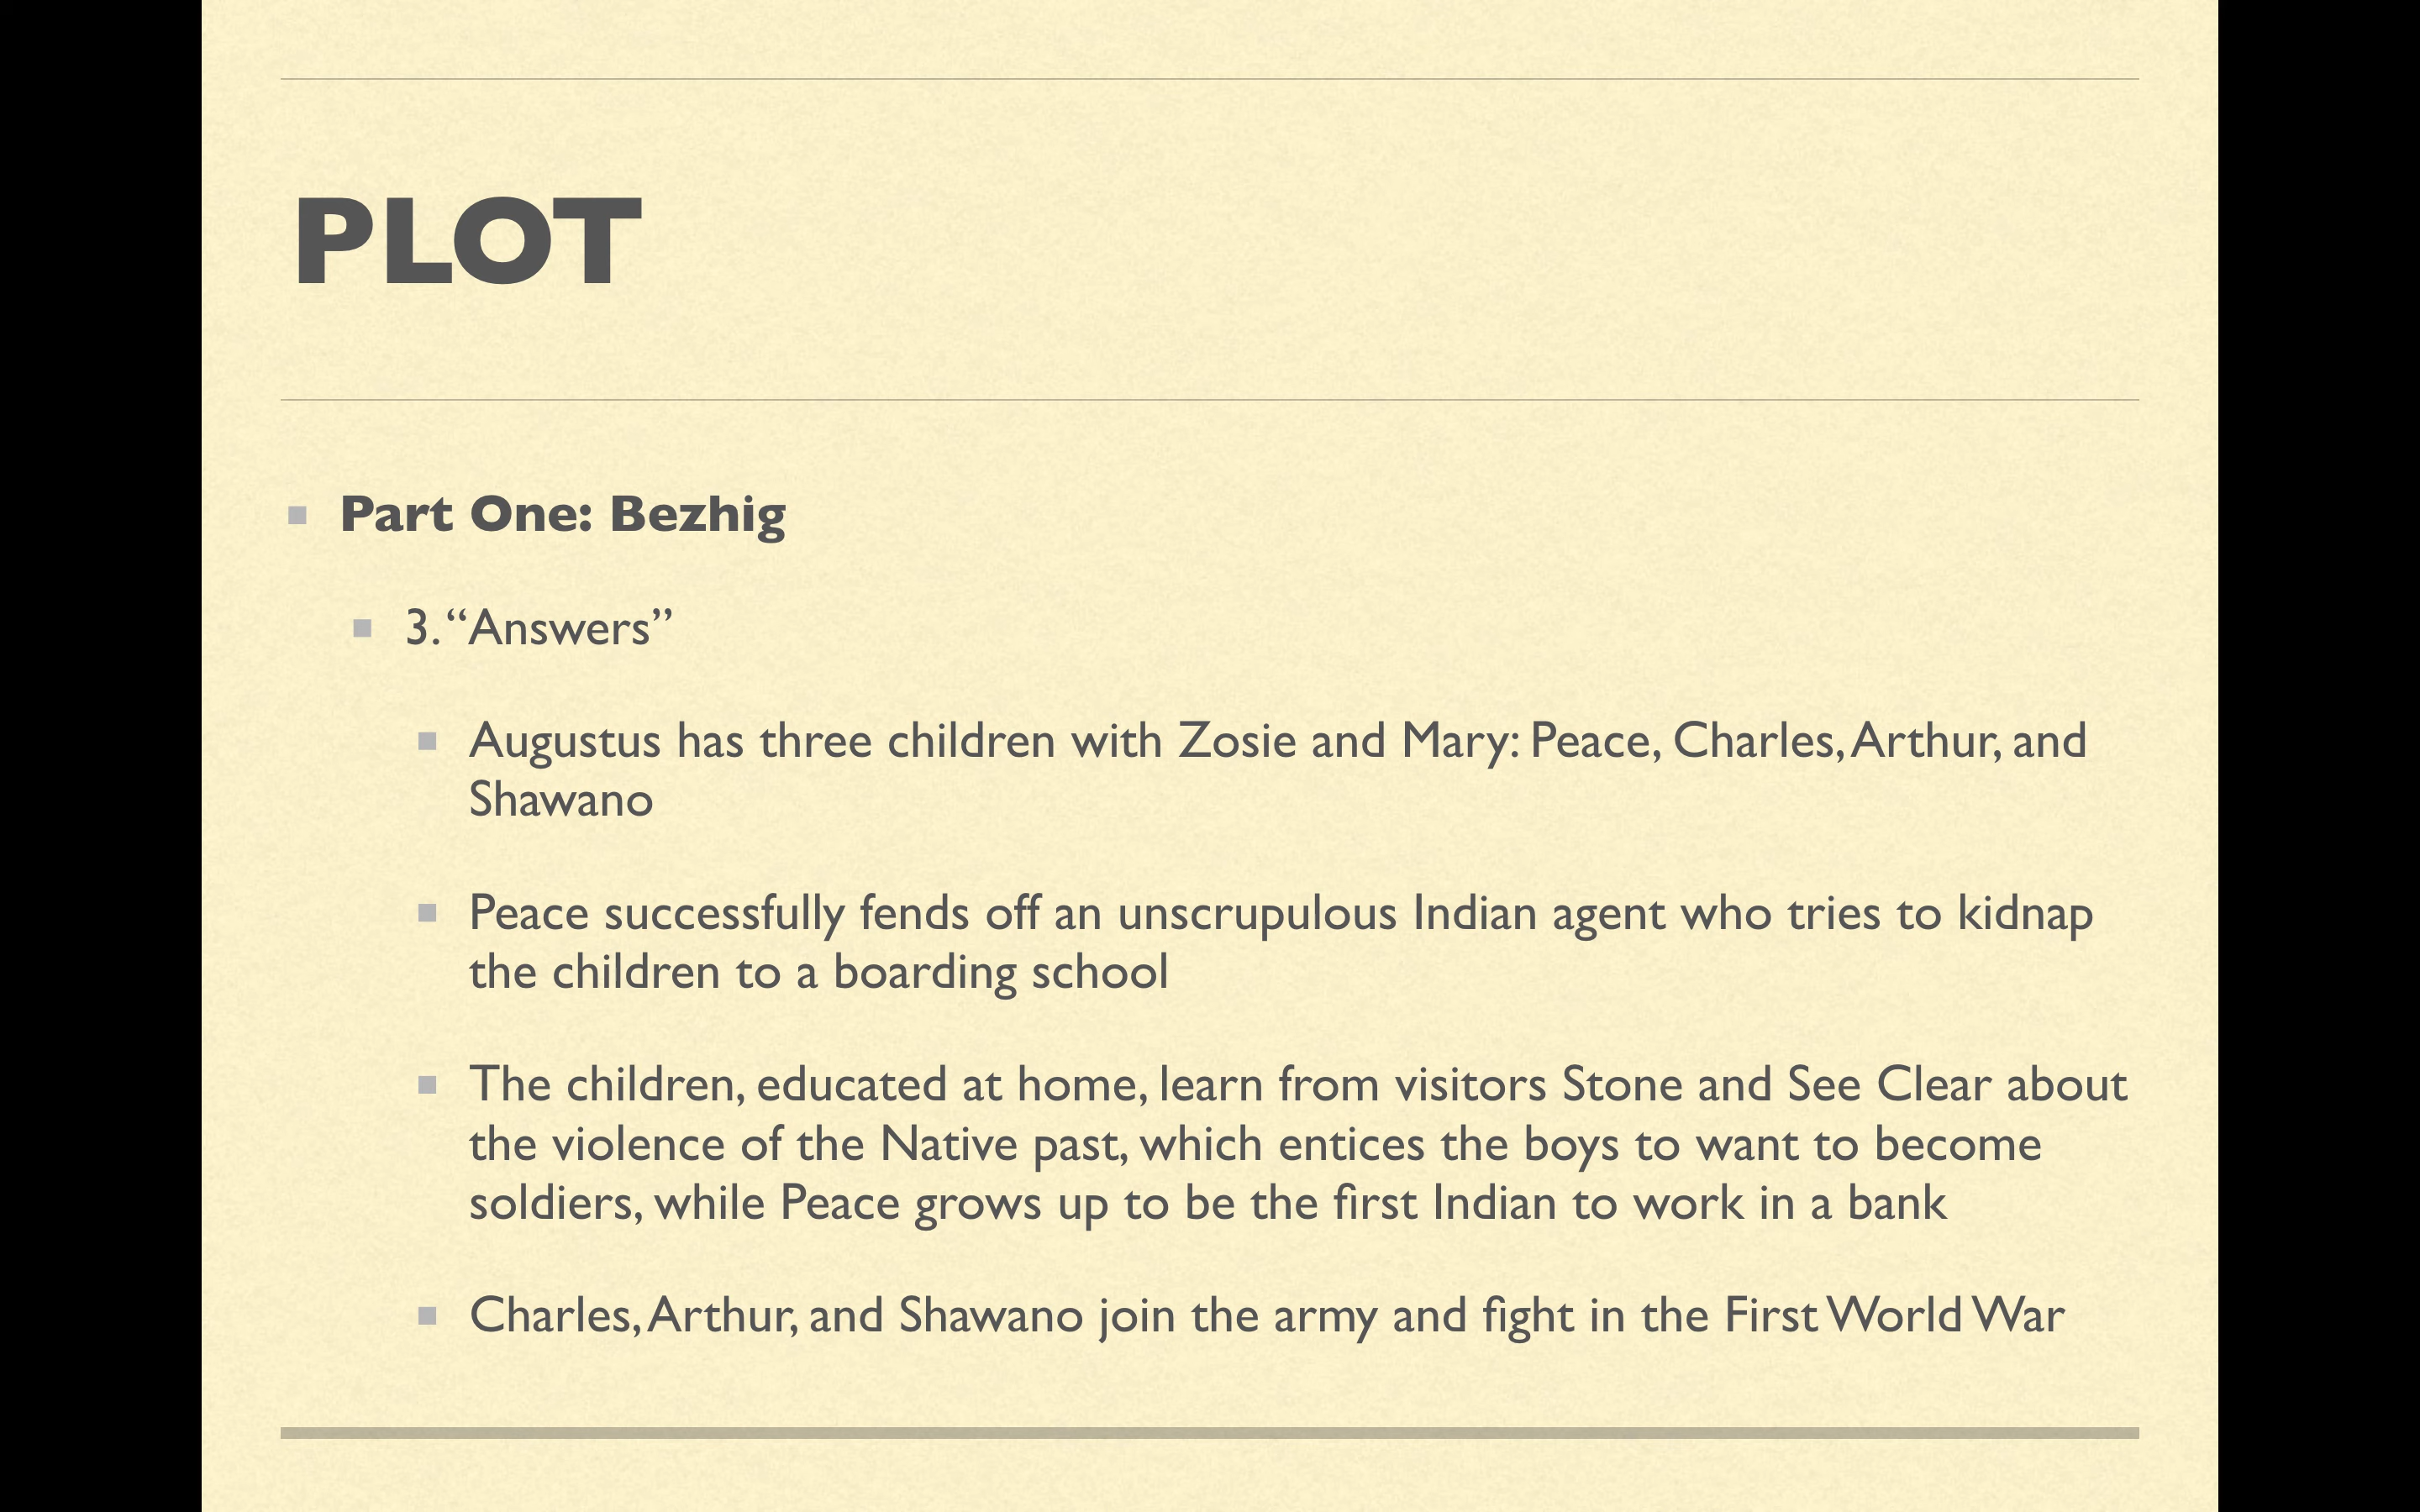 PLOT
Part One: Bezhig
3. “Answers”
Augustus has three children with Zosie and Mary: Peace, Charles, Arthur, and
Shawano
Peace successfully fends off an unscrupulous Indian agent who tries to kidnap
the children to a boarding school
The children, educated at home, learn from visitors Stone and See Clear about
the violence of the Native past, which entices the boys to want to become
soldiers, while Peace grows up to be the first Indian to work in a bank
Charles, Arthur, and Shawano join the army and fight in the First World War